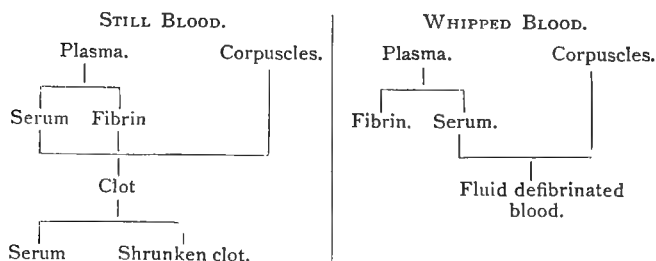 STILL BLOOD.
Plasma. Corpuscles.
Serum Fibrin
Clot
Serum Shrunken clot.
WHIPPED BLOOD.
Plasma. Corpuscles.
Fibrin. Serum.
Fluid defibrinated
blood.